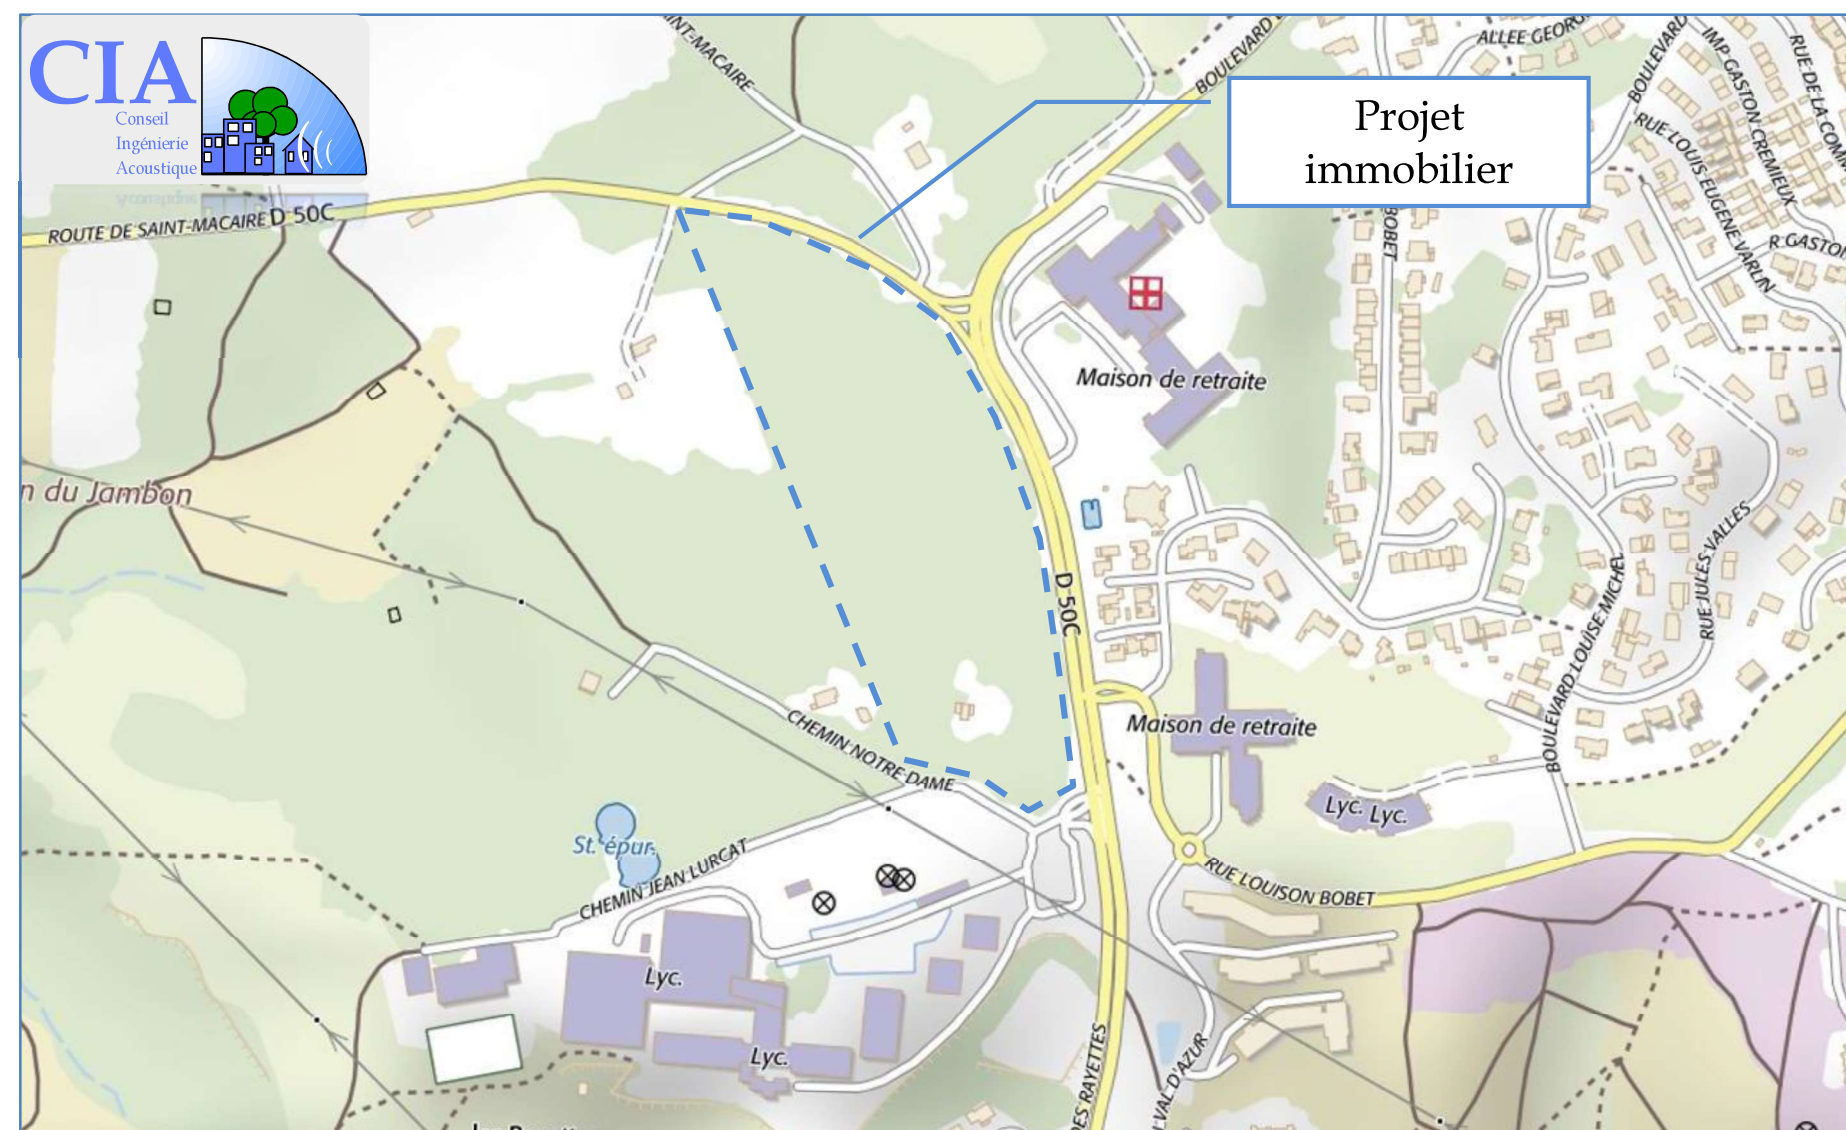 CIA
Conseil
Ingénierie
Acoustique
INT-MACAIRE
BOULEVARD
ALLEE GEORG
BOULEVARD
IMP GASTON CREMIEUX
RUE DE LA COMM
Projet
immobilier
RUE LOUIS EUGENE VARLIN
R GASTO
ROUTE DE SAINT-MACAIRE D 50C
BOBET
Maison de retraite
n du Jambon
D 50C
RUE JULES VALLES
BOULEVARD LOUISE MICHEL
CHEMIN NOTRE-DAME
Maison de retraite
Lyc. Lyc.
St. épur.
CHEMIN JEAN LURCAT
RUE LOUISON BOBET
Lyc.
Lyc.
DES RAYETTES
VAL D'AZUR